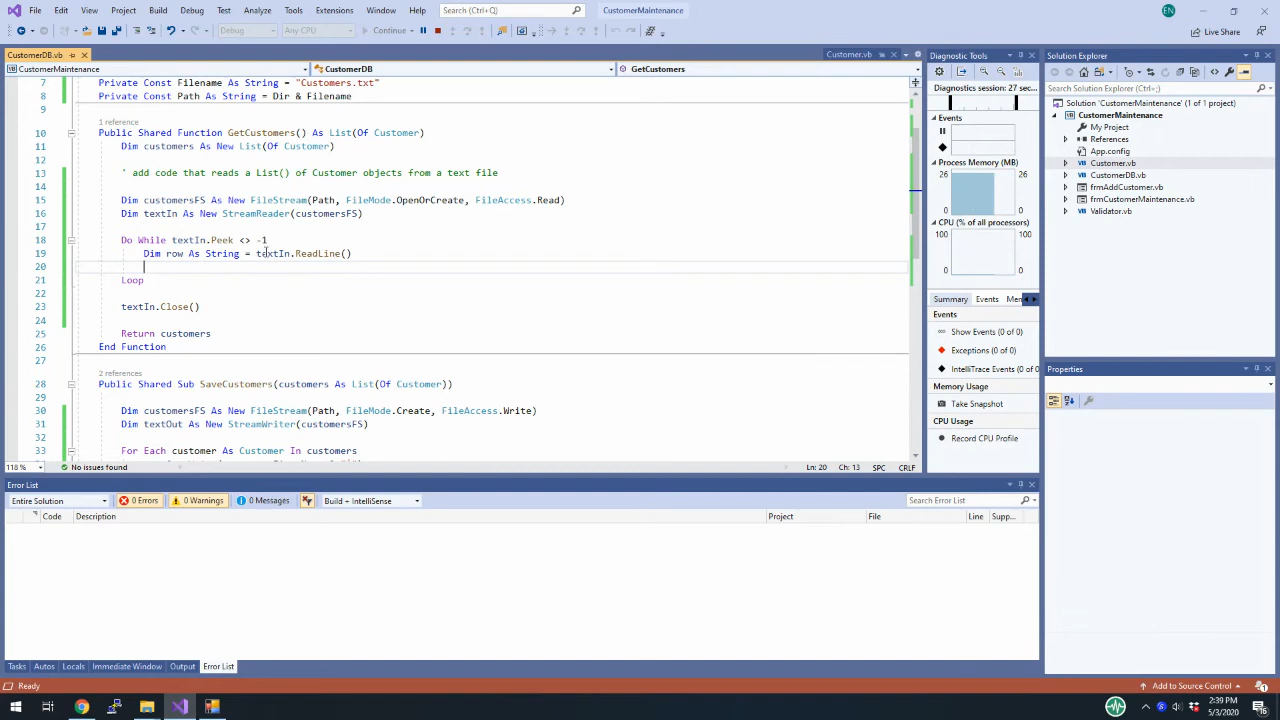 File Edit View Project Build Debug Test Analyze Tools Extensions Window Help Search (Ctrl+Q) CustomerMaintenance EN
Debug Any CPU Continue Live Share
CustomerDB.vb Customer.vb
CustomerMaintenance CustomerDB GetCustomers
7 Private Const Filename As String = "Customers.txt"
8 Private Const Path As String = Dir & Filename
9
1 reference
10 Public Shared Function GetCustomers() As List(Of Customer)
11 Dim customers As New List(Of Customer)
12
13 ' add code that reads a List() of Customer objects from a text file
14
15 Dim customersFS As New FileStream(Path, FileMode.OpenOrCreate, FileAccess.Read)
16 Dim textIn As New StreamReader(customersFS)
17
18 Do While textIn.Peek <> -1
19 Dim row As String = textIn.ReadLine()
20
21 Loop
22
23 textIn.Close()
24
25 Return customers
26 End Function
27
2 references
28 Public Shared Sub SaveCustomers(customers As List(Of Customer))
29
30 Dim customersFS As New FileStream(Path, FileMode.Create, FileAccess.Write)
31 Dim textOut As New StreamWriter(customersFS)
32
33 For Each customer As Customer In customers
118 % No issues found Ln: 20 Ch: 13 SPC CRLF
Diagnostic Tools
Diagnostics session: 27 sec
Events
Process Memory (MB)
26 26
0 0
CPU (% of all processors)
100 100
0 0
Summary Events Mem
Events
Show Events (0 of 0)
Exceptions (0 of 0)
IntelliTrace Events (0 of 0
Memory Usage
Take Snapshot
CPU Usage
Record CPU Profile
Solution Explorer
Search Solution Explorer (Ctrl+;)
Solution 'CustomerMaintenance' (1 of 1 project)
CustomerMaintenance
My Project
References
App.config
Customer.vb
CustomerDB.vb
frmAddCustomer.vb
frmCustomerMaintenance.vb
Validator.vb
Properties
Error List
Entire Solution 0 Errors 0 Warnings 0 Messages Build + IntelliSense Search Error List
Code Description Project File Line Supp...
Tasks Autos Locals Immediate Window Output Error List
Ready Add to Source Control 1
2:39 PM
5/3/2020
16